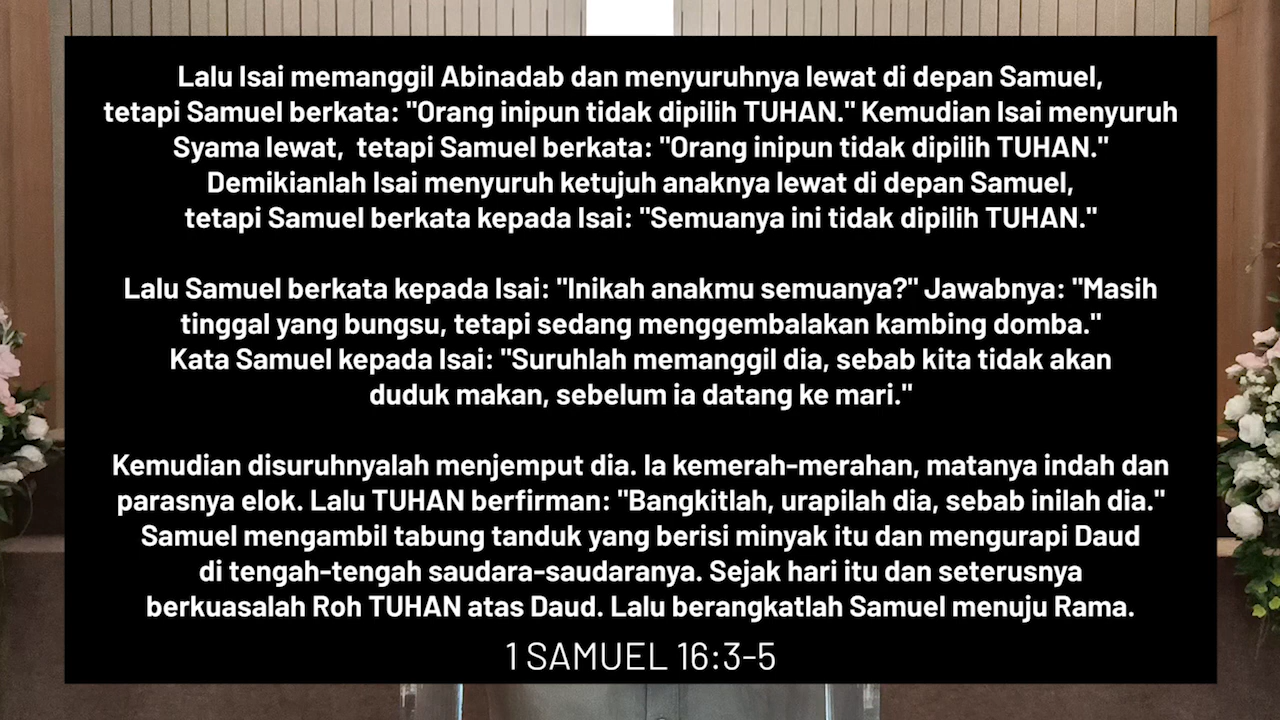 Lalu Isai memanggil Abinadab dan menyuruhnya lewat di depan Samuel,
tetapi Samuel berkata: "Orang inipun tidak dipilih TUHAN." Kemudian Isai menyuruh
Syama lewat, tetapi Samuel berkata: "Orang inipun tidak dipilih TUHAN."
Demikianlah Isai menyuruh ketujuh anaknya lewat di depan Samuel,
tetapi Samuel berkata kepada Isai: "Semuanya ini tidak dipilih TUHAN."
Lalu Samuel berkata kepada Isai: "Inikah anakmu semuanya?" Jawabnya: "Masih
tinggal yang bungsu, tetapi sedang menggembalakan kambing domba."
Kata Samuel kepada Isai: "Suruhlah memanggil dia, sebab kita tidak akan
duduk makan, sebelum ia datang ke mari."
Kemudian disuruhnyalah menjemput dia. Ia kemerah-merahan, matanya indah dan
parasnya elok. Lalu TUHAN berfirman: "Bangkitlah, urapilah dia, sebab inilah dia."
Samuel mengambil tabung tanduk yang berisi minyak itu dan mengurapi Daud
di tengah-tengah saudara-saudaranya. Sejak hari itu dan seterusnya
berkuasalah Roh TUHAN atas Daud. Lalu berangkatlah Samuel menuju Rama.
1 SAMUEL 16:3-5